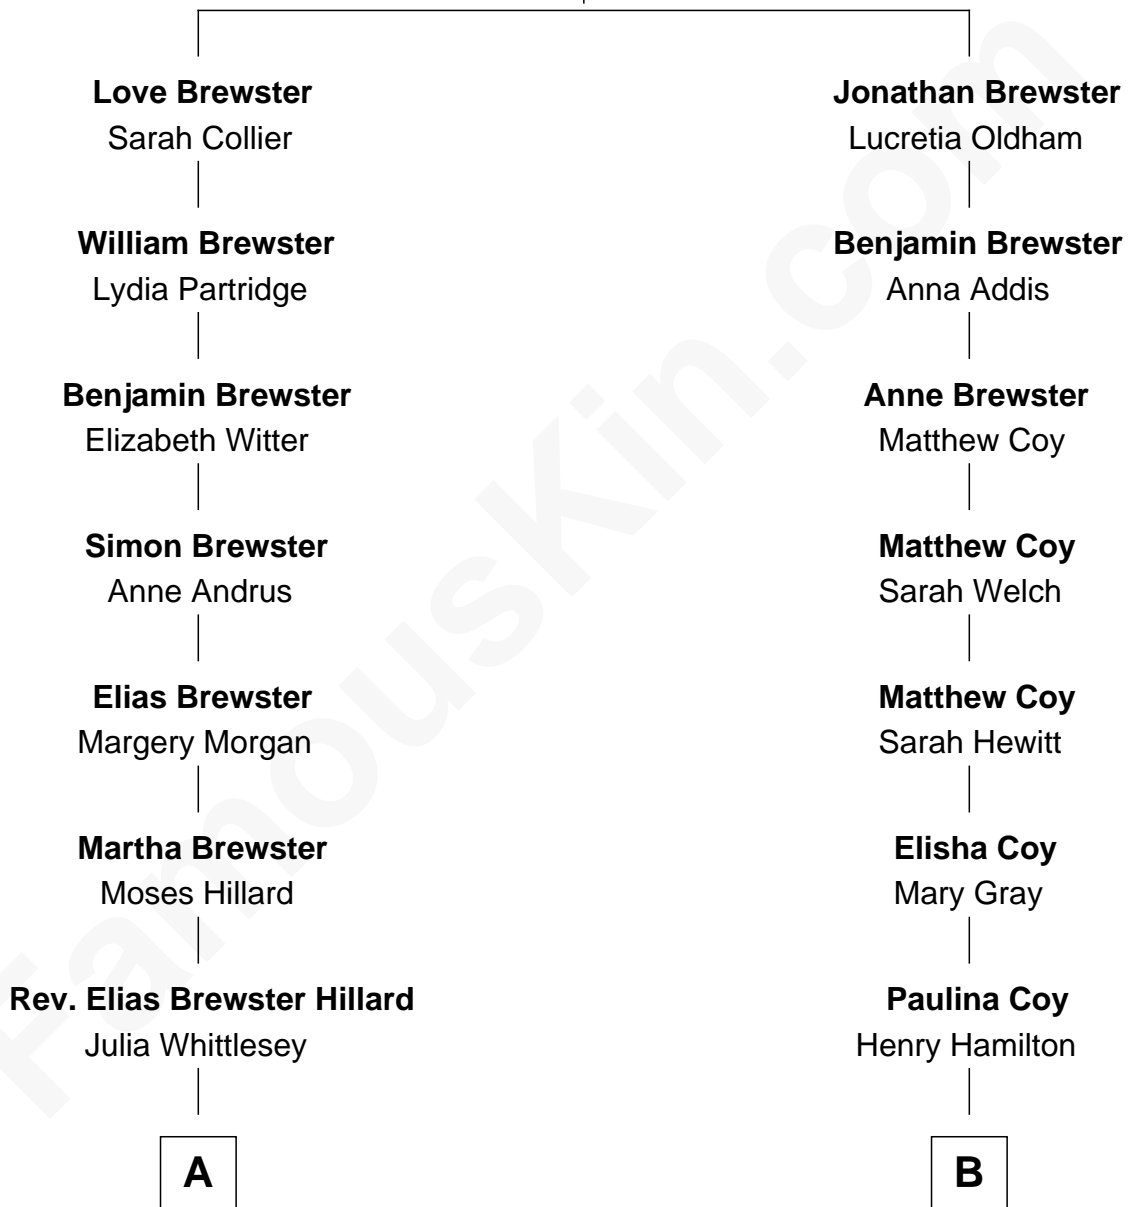 Love Brewster
Sarah Collier
William Brewster
Lydia Partridge
Benjamin Brewster
Elizabeth Witter
Simon Brewster
Anne Andrus
Elias Brewster
Margery Morgan
Martha Brewster
Moses Hillard
Rev. Elias Brewster Hillard
Julia Whittlesey
A
Jonathan Brewster
Lucretia Oldham
Benjamin Brewster
Anna Addis
Anne Brewster
Matthew Coy
Matthew Coy
Sarah Welch
Matthew Coy
Sarah Hewitt
Elisha Coy
Mary Gray
Paulina Coy
Henry Hamilton
B
FamousKin.com